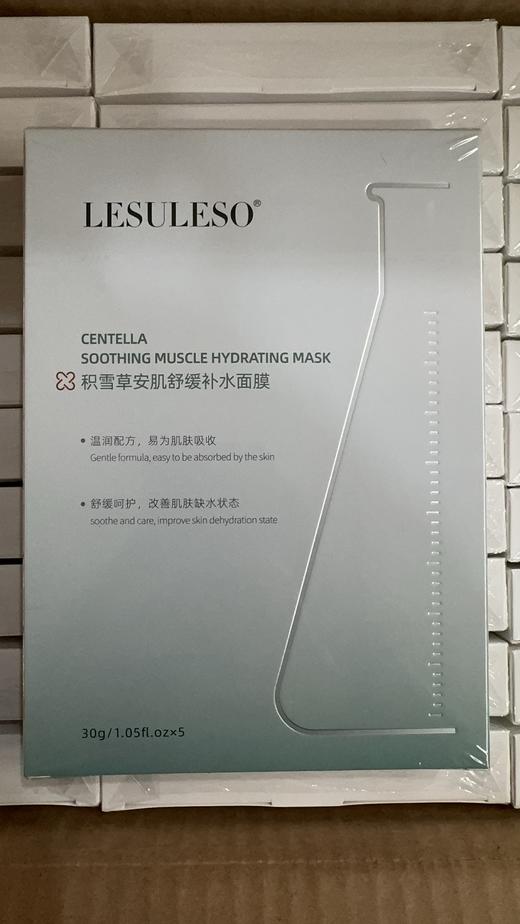 LESULESO®
CENTELLA
SOOTHING MUSCLE HYDRATING MASK
积雪草安肌舒缓补水面膜
• 温润配方，易为肌肤吸收
Gentle formula, easy to be absorbed by the skin
• 舒缓呵护，改善肌肤缺水状态
soothe and care, improve skin dehydration state
30g/1.05fl.oz×5